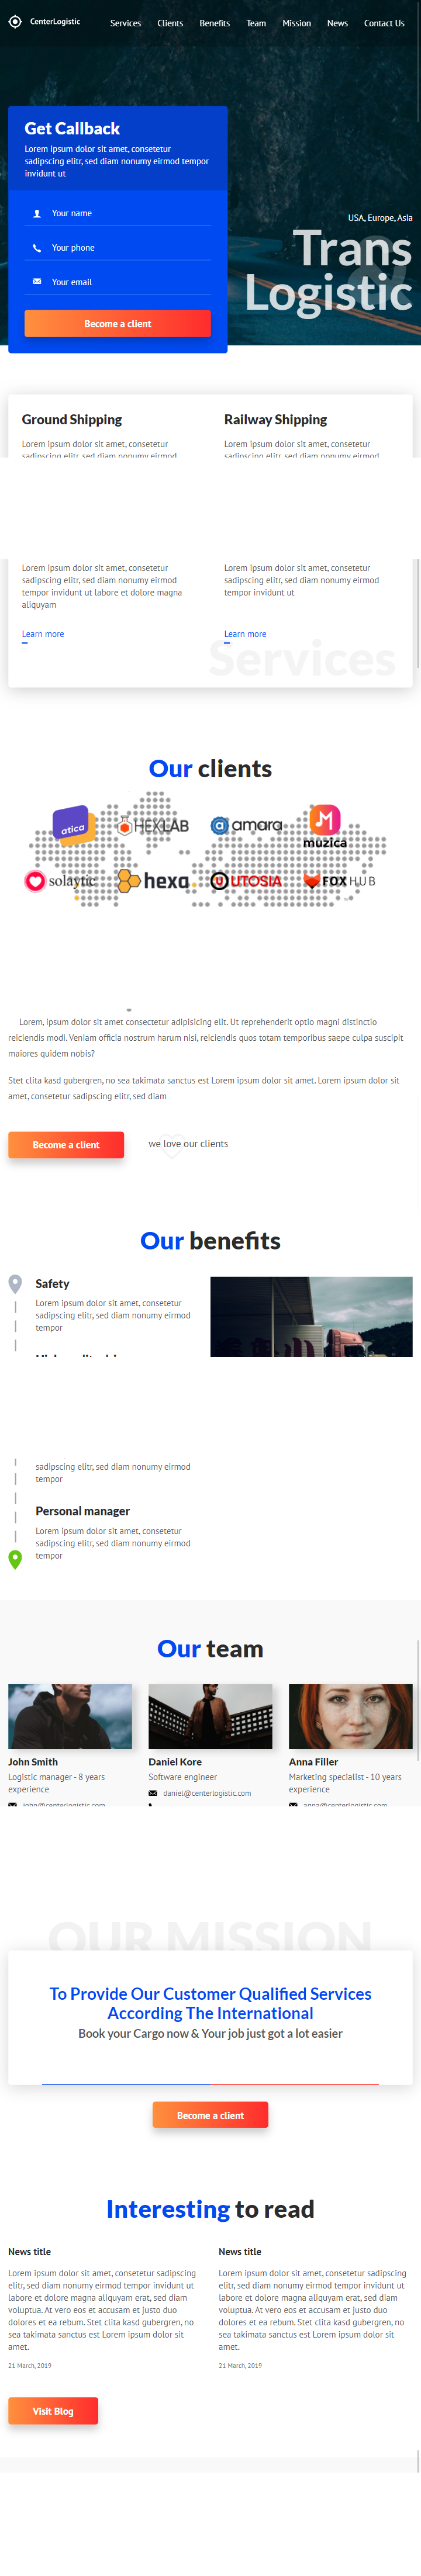 CenterLogistic
Services Clients Benefits Team Mission News Contact Us
Get Callback
Lorem ipsum dolor sit amet, consetetur
sadipscing elitr, sed diam nonumy eirmod tempor
invidunt ut
Your name
Your phone
Your email
Become a client
USA, Europe, Asia
&
Trans
Logistic
Ground Shipping
Lorem ipsum dolor sit amet, consetetur
sadipscing elitr, sed diam nonumy eirmod
Railway Shipping
Lorem ipsum dolor sit amet, consetetur
sadipscing elitr, sed diam nonumy eirmod
Lorem ipsum dolor sit amet, consetetur
sadipscing elitr, sed diam nonumy eirmod
tempor invidunt ut labore et dolore magna
aliquyam
Learn more
Lorem ipsum dolor sit amet, consetetur
sadipscing elitr, sed diam nonumy eirmod
tempor invidunt ut
Learn more
Services
Our clients
atica
HEXLAB
amara
muzica
solaytic
hexa
UTOSIA
FOXHUB
Lorem, ipsum dolor sit amet consectetur adipisicing elit. Ut reprehenderit optio magni distinctio
reiciendis modi. Veniam officia nostrum harum nisi, reiciendis quos totam temporibus saepe culpa suscipit
maiores quidem nobis?
Stet clita kasd gubergren, no sea takimata sanctus est Lorem ipsum dolor sit amet. Lorem ipsum dolor sit
amet, consetetur sadipscing elitr, sed diam
Become a client
we love our clients
Our benefits
Safety
Lorem ipsum dolor sit amet, consetetur
sadipscing elitr, sed diam nonumy eirmod
tempor
sadipscing elitr, sed diam nonumy eirmod
tempor
Personal manager
Lorem ipsum dolor sit amet, consetetur
sadipscing elitr, sed diam nonumy eirmod
tempor
Our team
John Smith
Logistic manager - 8 years
experience
john@centerlogistic.com
Daniel Kore
Software engineer
daniel@centerlogistic.com
Anna Filler
Marketing specialist - 10 years
experience
anna@centerlogistic.com
OUR MISSION
To Provide Our Customer Qualified Services
According The International
Book your Cargo now & Your job just got a lot easier
Become a client
Interesting to read
News title
Lorem ipsum dolor sit amet, consetetur sadipscing
elitr, sed diam nonumy eirmod tempor invidunt ut
labore et dolore magna aliquyam erat, sed diam
voluptua. At vero eos et accusam et justo duo
dolores et ea rebum. Stet clita kasd gubergren, no
sea takimata sanctus est Lorem ipsum dolor sit
amet.
21 March, 2019
News title
Lorem ipsum dolor sit amet, consetetur sadipscing
elitr, sed diam nonumy eirmod tempor invidunt ut
labore et dolore magna aliquyam erat, sed diam
voluptua. At vero eos et accusam et justo duo
dolores et ea rebum. Stet clita kasd gubergren, no
sea takimata sanctus est Lorem ipsum dolor sit
amet.
21 March, 2019
Visit Blog